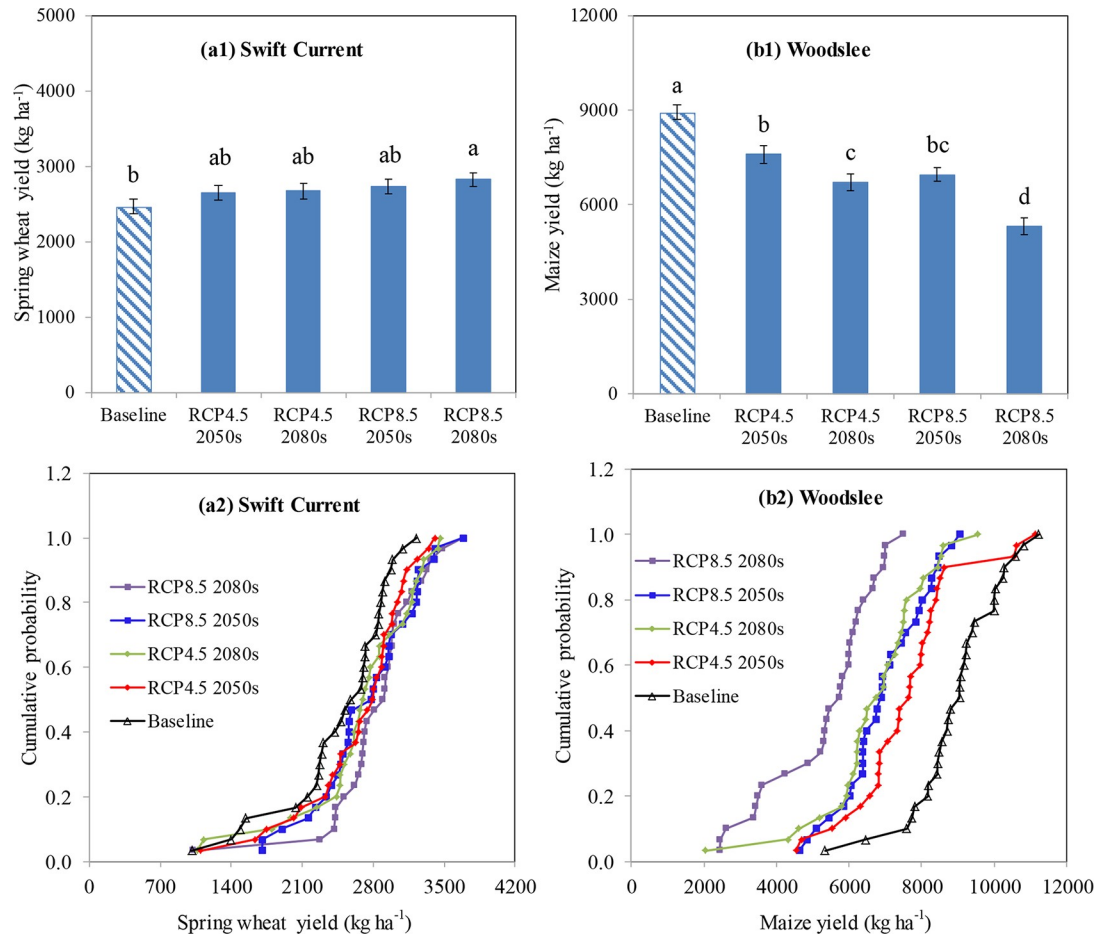 (a1) Swift Current
Spring wheat yield (kg ha-1)
5000
4000
3000
2000
1000
0
b
ab
ab
ab
a
Baseline
RCP4.5 2050s
RCP4.5 2080s
RCP8.5 2050s
RCP8.5 2080s
(b1) Woodslee
Maize yield (kg ha-1)
12000
9000
6000
3000
0
a
b
c
bc
d
Baseline
RCP4.5 2050s
RCP4.5 2080s
RCP8.5 2050s
RCP8.5 2080s
(a2) Swift Current
Cumulative probability
1.2
1.0
0.8
0.6
0.4
0.2
0.0
RCP8.5 2080s
RCP8.5 2050s
RCP4.5 2080s
RCP4.5 2050s
Baseline
0 700 1400 2100 2800 3500 4200
Spring wheat yield (kg ha-1)
(b2) Woodslee
Cumulative probability
1.2
1.0
0.8
0.6
0.4
0.2
0.0
RCP8.5 2080s
RCP8.5 2050s
RCP4.5 2080s
RCP4.5 2050s
Baseline
0 2000 4000 6000 8000 10000 12000
Maize yield (kg ha-1)